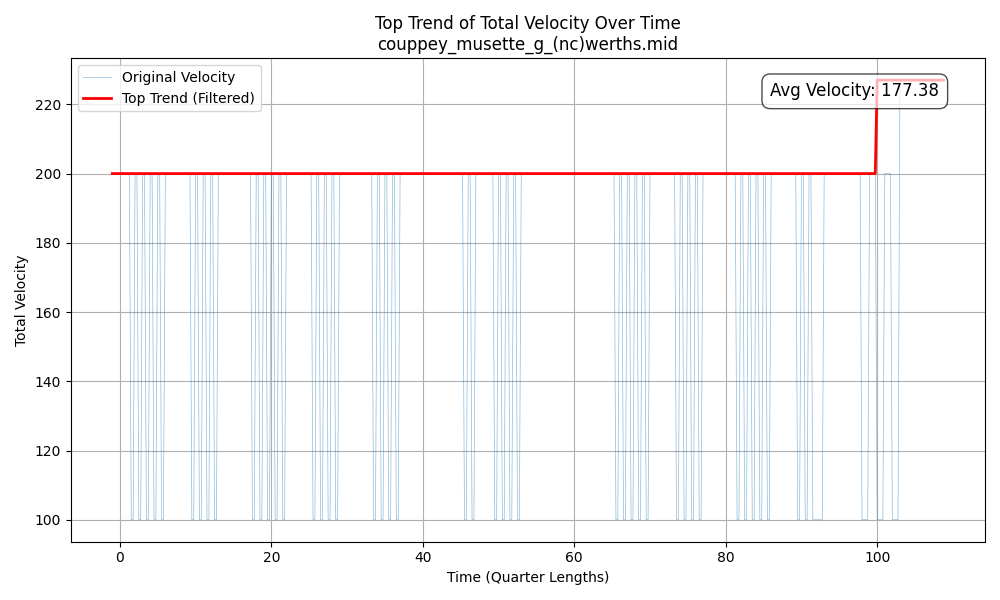 Top Trend of Total Velocity Over Time
couppey_musette_g_(nc)werths.mid
Original Velocity
Top Trend (Filtered)
Avg Velocity: 177.38
220
200
180
160
140
120
100
Total Velocity
0 20 40 60 80 100
Time (Quarter Lengths)